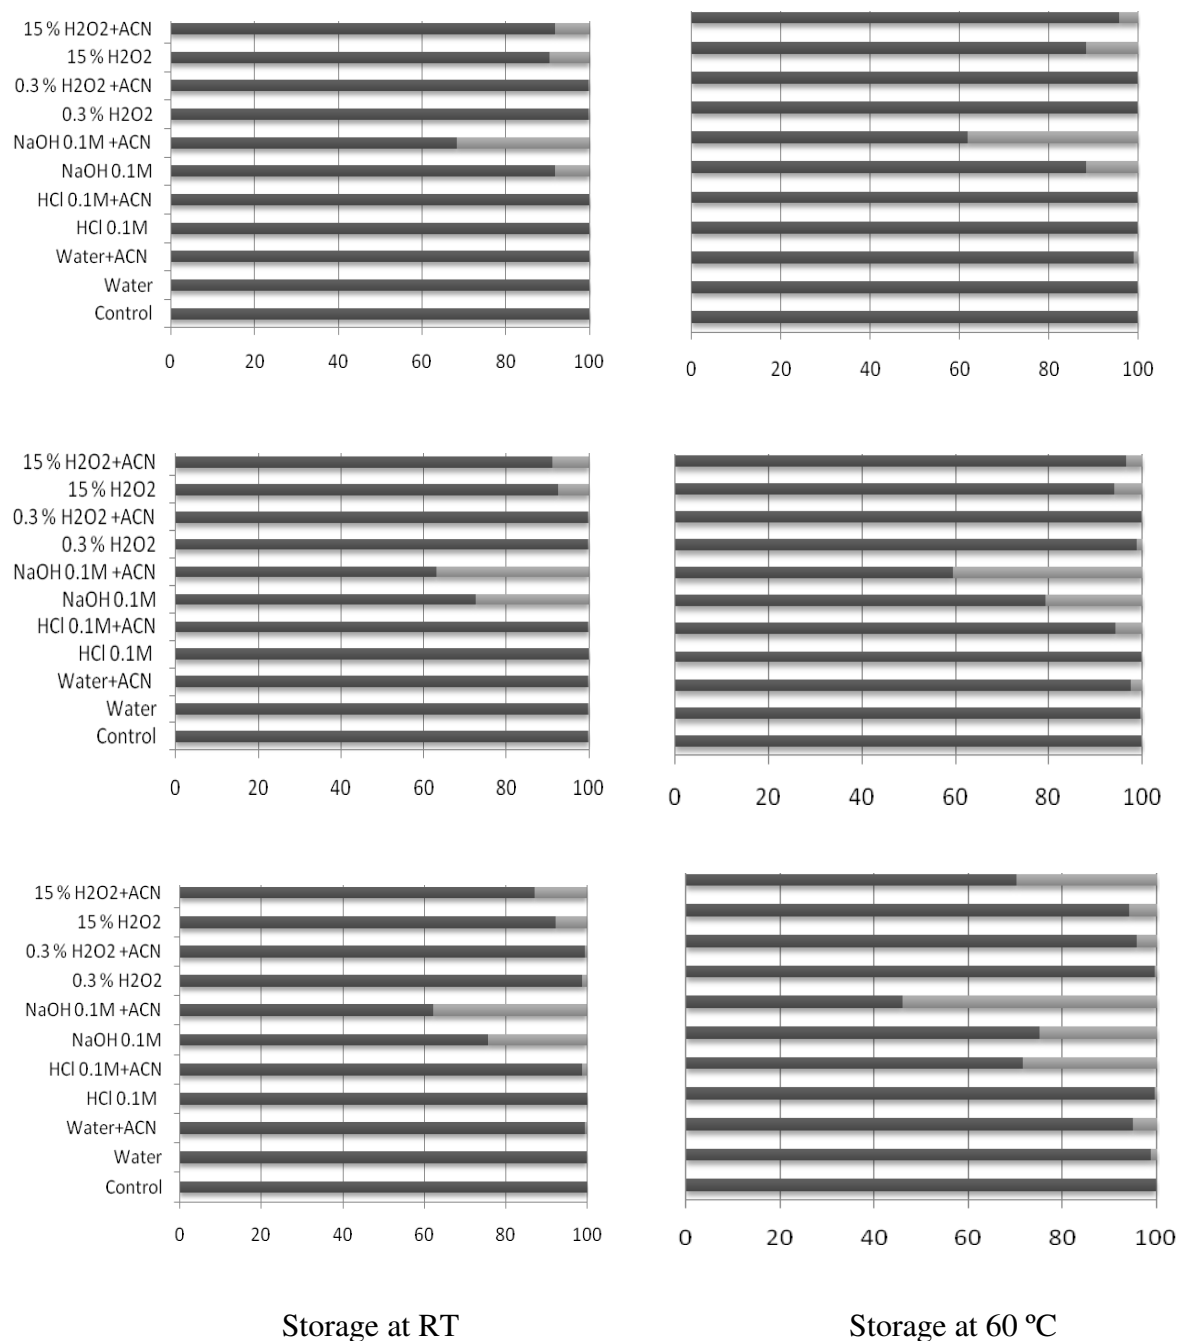 15 % H2O2+ACN
15 % H2O2
0.3 % H2O2 +ACN
0.3 % H2O2
NaOH 0.1M +ACN
NaOH 0.1M
HCl 0.1M+ACN
HCl 0.1M
Water+ACN
Water
Control
0 20 40 60 80 100
0 20 40 60 80 100
15 % H2O2+ACN
15 % H2O2
0.3 % H2O2 +ACN
0.3 % H2O2
NaOH 0.1M +ACN
NaOH 0.1M
HCl 0.1M+ACN
HCl 0.1M
Water+ACN
Water
Control
0 20 40 60 80 100
0 20 40 60 80 100
15 % H2O2+ACN
15 % H2O2
0.3 % H2O2 +ACN
0.3 % H2O2
NaOH 0.1M +ACN
NaOH 0.1M
HCl 0.1M+ACN
HCl 0.1M
Water+ACN
Water
Control
0 20 40 60 80 100
0 20 40 60 80 100
Storage at RT
Storage at 60 ºC